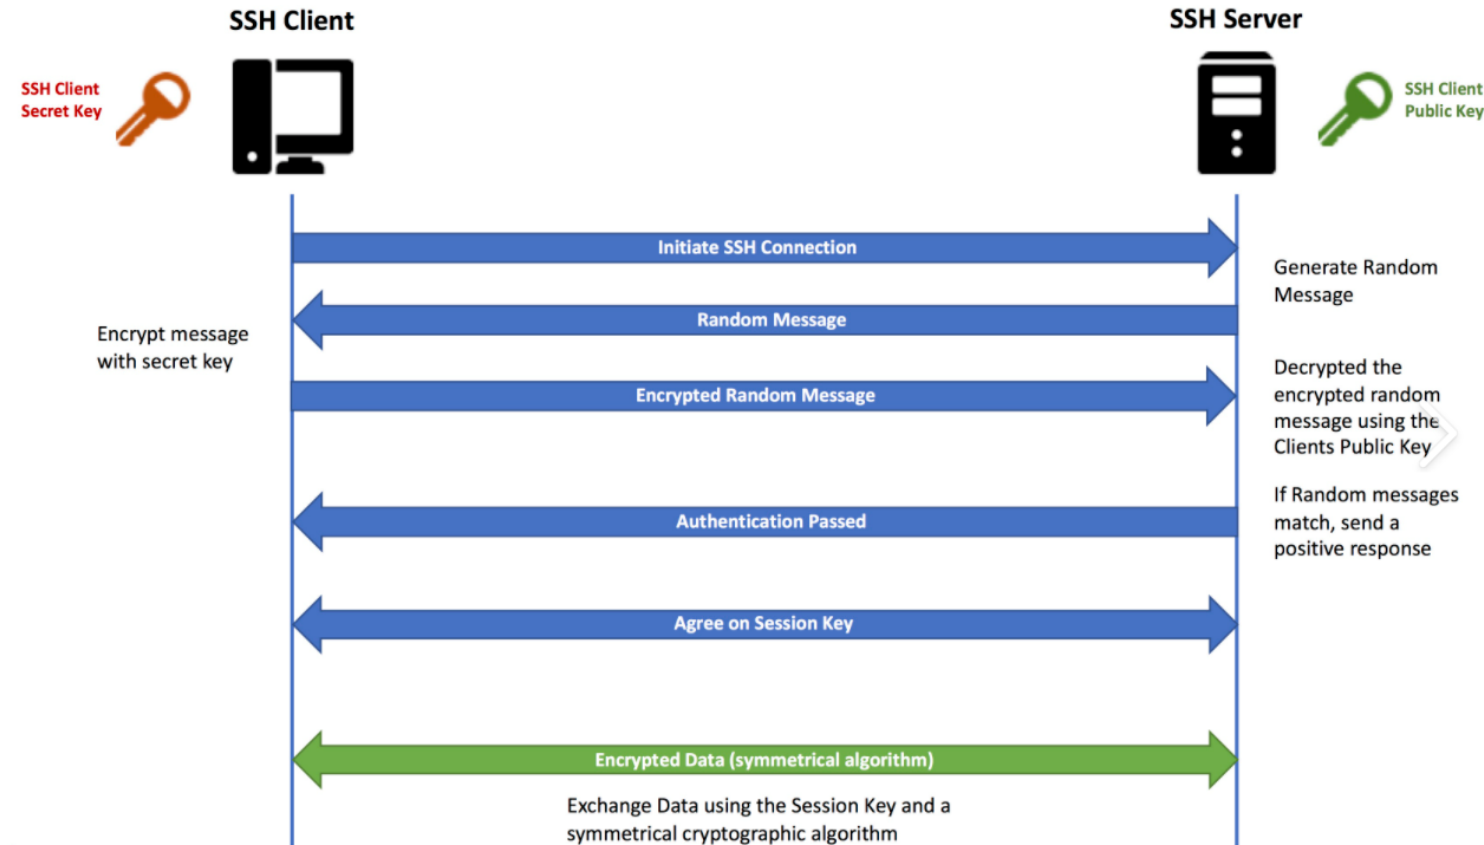 SSH Client
SSH Server
SSH Client
Secret Key
SSH Client
Public Key
Initiate SSH Connection
Generate Random
Message
Random Message
Encrypt message
with secret key
Decrypted the
encrypted random
message using the
Clients Public Key
Encrypted Random Message
If Random messages
match, send a
positive response
Authentication Passed
Agree on Session Key
Encrypted Data (symmetrical algorithm)
Exchange Data using the Session Key and a
symmetrical cryptographic algorithm